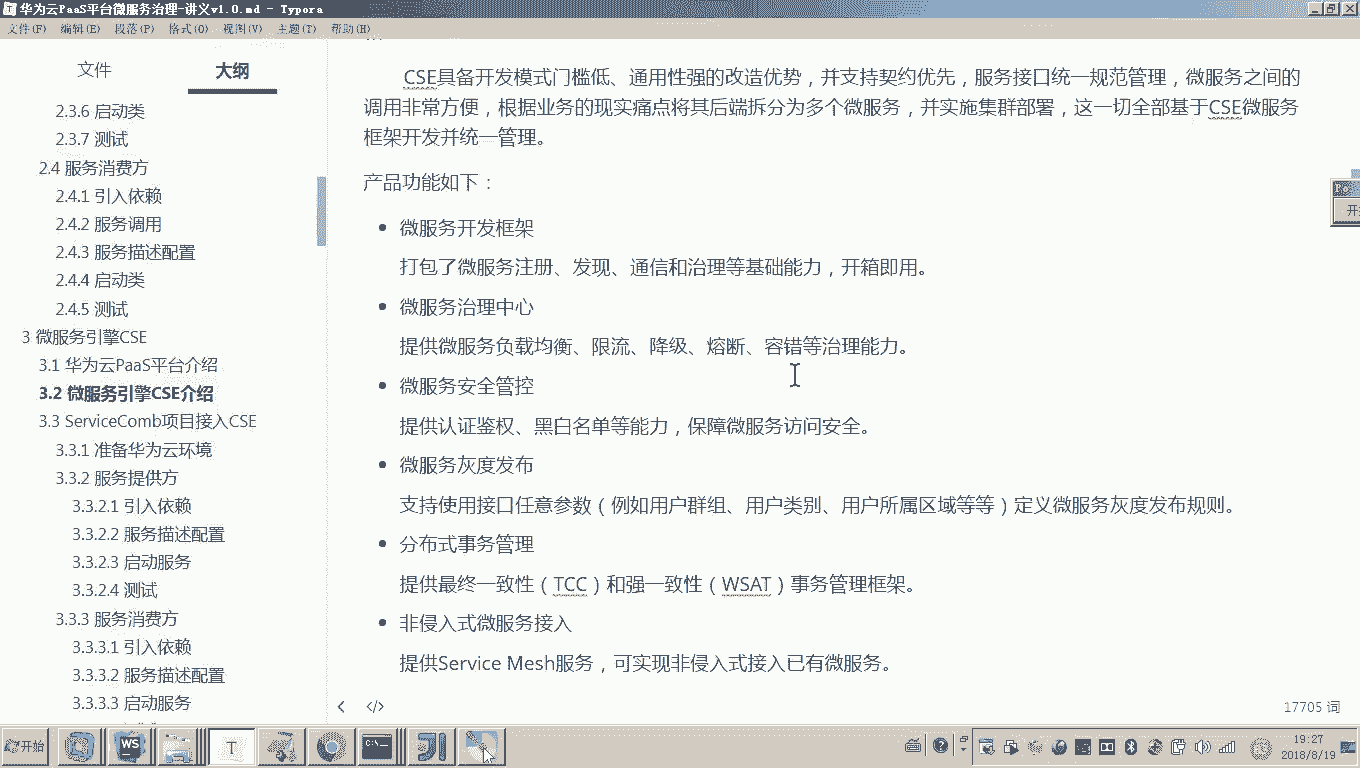 华为云PaaS平台微服务治理-讲义v1.0.md - Typora
文件(F) 编辑(E) 段落(P) 格式(O) 视图(V) 主题(T) 帮助(H)
文件 大纲
2.3.6 启动类
2.3.7 测试
2.4 服务消费方
2.4.1 引入依赖
2.4.2 服务调用
2.4.3 服务描述配置
2.4.4 启动类
2.4.5 测试
3 微服务引擎CSE
3.1 华为云PaaS平台介绍
3.2 微服务引擎CSE介绍
3.3 ServiceComb项目接入CSE
3.3.1 准备华为云环境
3.3.2 服务提供方
3.3.2.1 引入依赖
3.3.2.2 服务描述配置
3.3.2.3 启动服务
3.3.2.4 测试
3.3.3 服务消费方
3.3.3.1 引入依赖
3.3.3.2 服务描述配置
3.3.3.3 启动服务
CSE具备开发模式门槛低、通用性强的改造优势，并支持契约优先，服务接口统一规范管理，微服务之间的
调用非常方便，根据业务的现实痛点将其后端拆分为多个微服务，并实施集群部署，这一切全部基于CSE微服务
框架开发并统一管理。
产品功能如下：
微服务开发框架
打包了微服务注册、发现、通信和治理等基础能力，开箱即用。
微服务治理中心
提供微服务负载均衡、限流、降级、熔断、容错等治理能力。
微服务安全管控
提供认证鉴权、黑白名单等能力，保障微服务访问安全。
微服务灰度发布
支持使用接口任意参数（例如用户群组、用户类别、用户所属区域等等）定义微服务灰度发布规则。
分布式事务管理
提供最终一致性（TCC）和强一致性（WSAT）事务管理框架。
非侵入式微服务接入
提供Service Mesh服务，可实现非侵入式接入已有微服务。
17705 词
开始
WS
T
19:27
2018/8/19